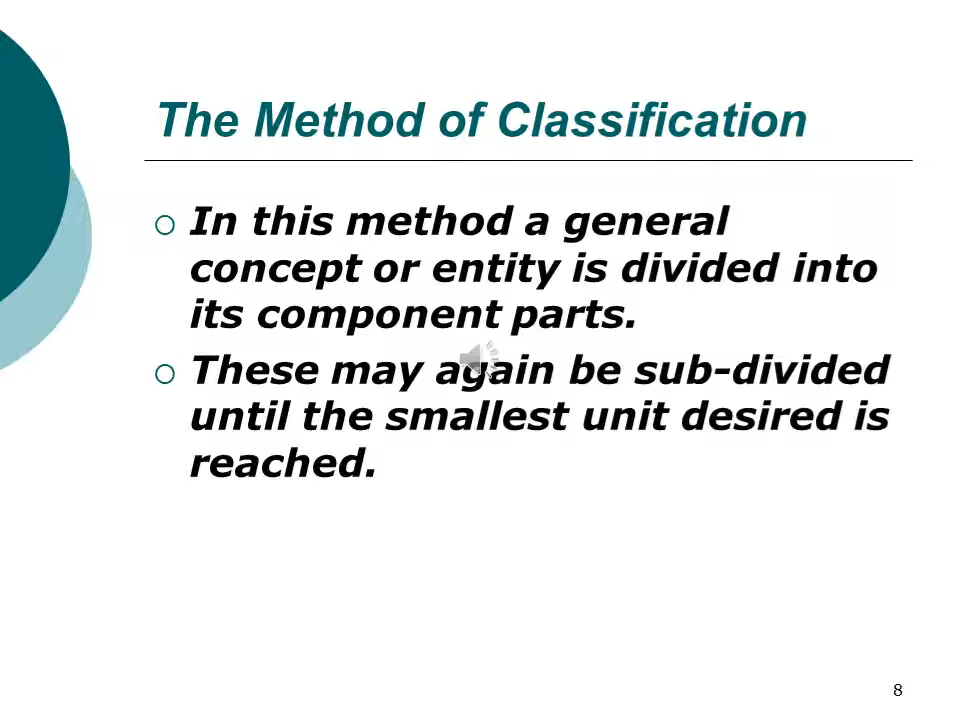 The Method of Classification
In this method a general
concept or entity is divided into
its component parts.
These may again be sub-divided
until the smallest unit desired is
reached.
8